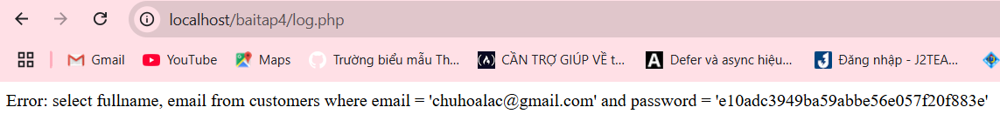 localhost/baitap4/log.php
Gmail YouTube Maps Trường biểu mẫu Th... CẦN TRỢ GIÚP VỀ t... Defer và async hiệu... Đăng nhập - J2TEA...
Error: select fullname, email from customers where email = 'chuhoalac@gmail.com' and password = 'e10adc3949ba59abbe56e057f20f883e'